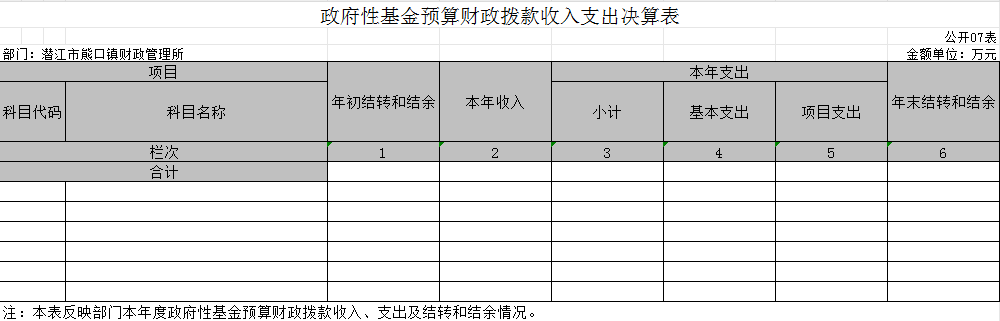 政府性基金预算财政拨款收入支出决算表
公开07表
部门：潜江市熊口镇财政管理所 金额单位：万元
项目 年初结转和结余 本年收入 本年支出 年末结转和结余
科目代码 科目名称 小计 基本支出 项目支出
栏次 1 2 3 4 5 6
合计
注：本表反映部门本年度政府性基金预算财政拨款收入、支出及结转和结余情况。